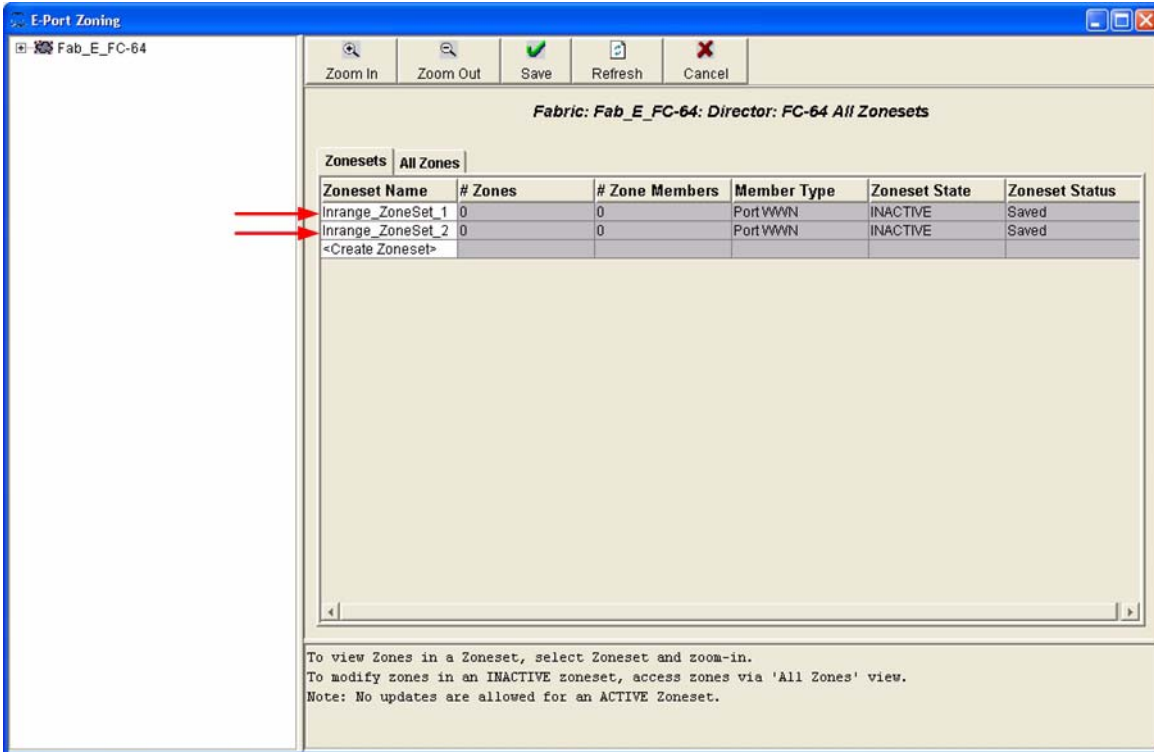 E-Port Zoning
Fab_E_FC-64
Zoom In Zoom Out Save Refresh Cancel
Fabric: Fab_E_FC-64: Director: FC-64 All Zonesets
Zonesets All Zones
Zoneset Name # Zones # Zone Members Member Type Zoneset State Zoneset Status
Inrange_ZoneSet_1 0 0 Port WWN INACTIVE Saved
Inrange_ZoneSet_2 0 0 Port WWN INACTIVE Saved
<Create Zoneset>
To view Zones in a Zoneset, select Zoneset and zoom-in.
To modify zones in an INACTIVE zoneset, access zones via 'All Zones' view.
Note: No updates are allowed for an ACTIVE Zoneset.